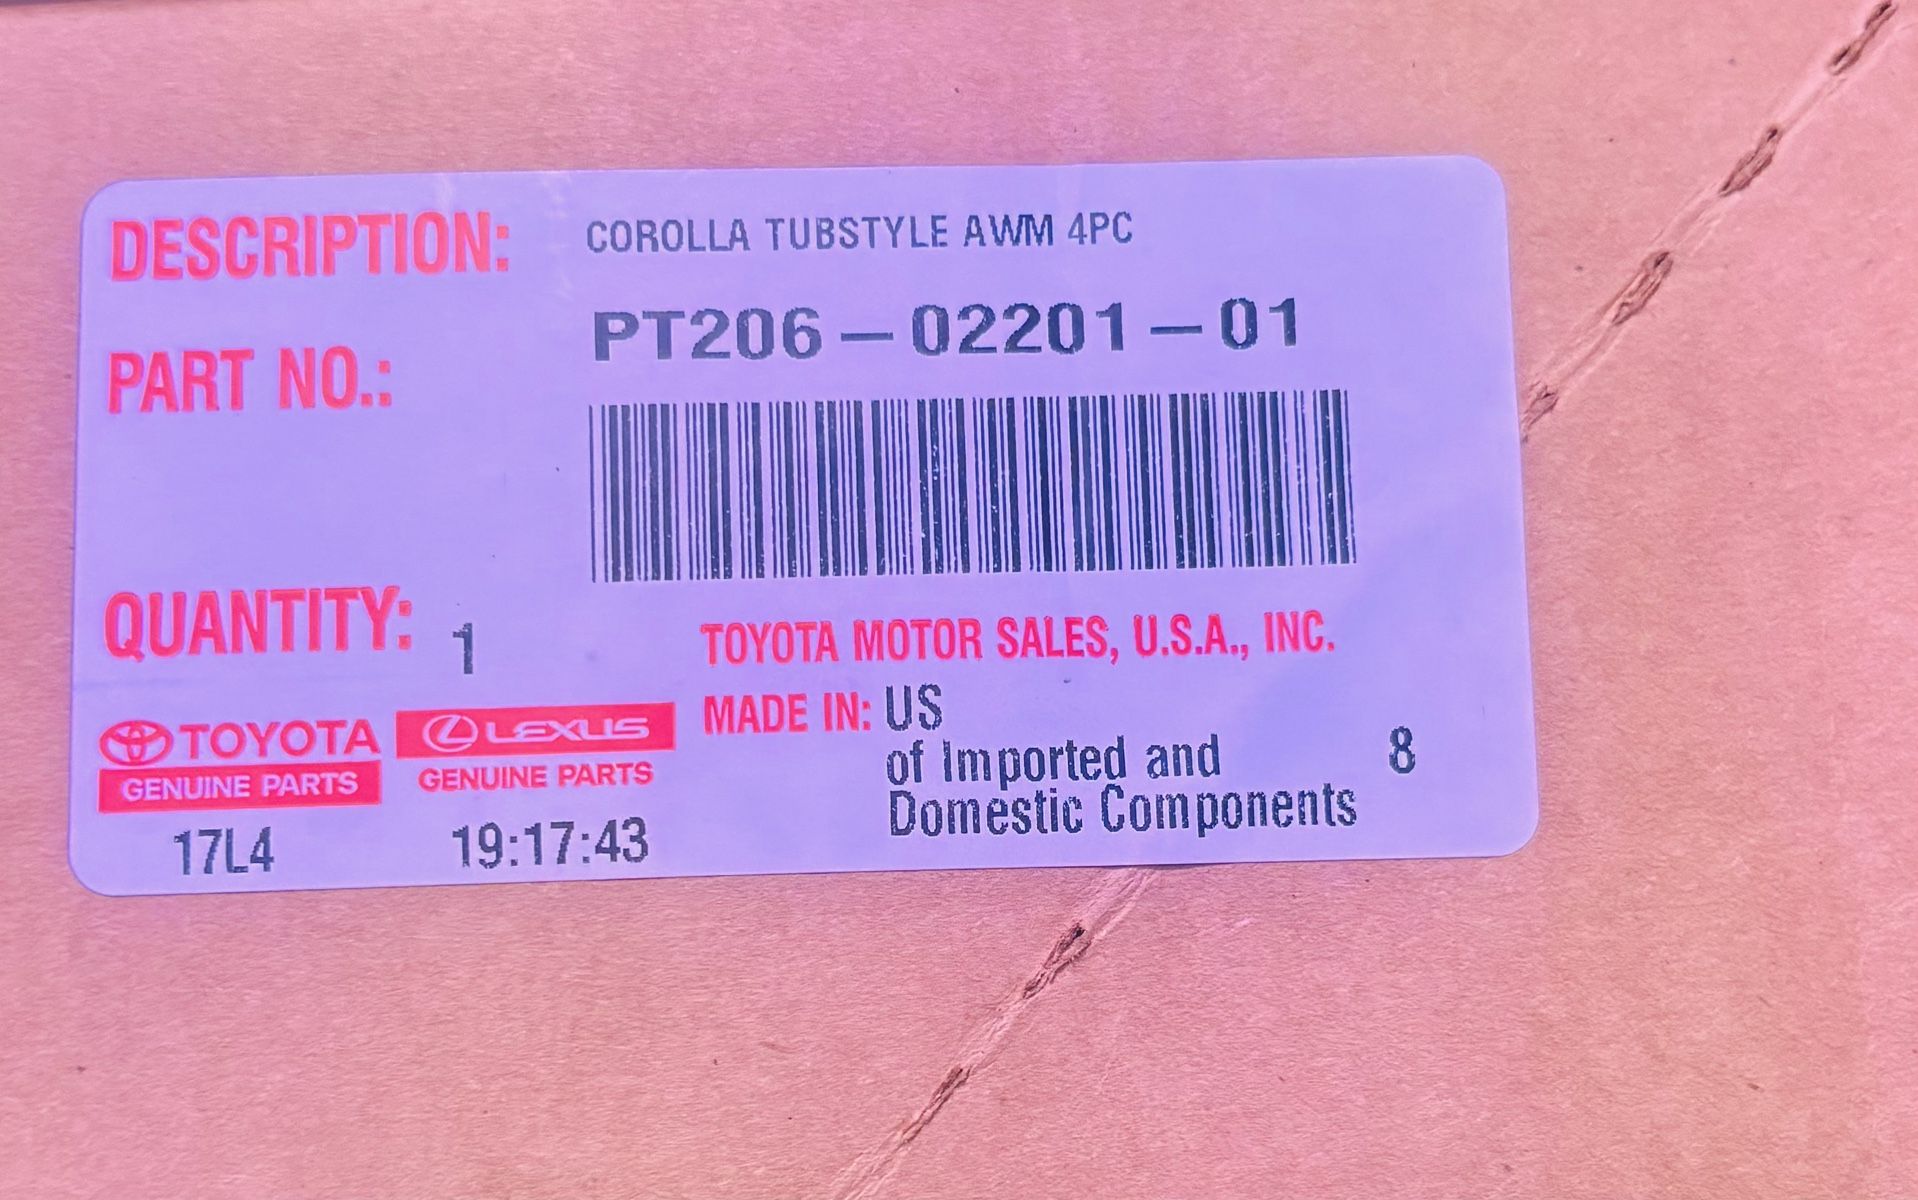 DESCRIPTION: COROLLA TUBSTYLE AWM 4PC
PART NO.: PT206-02201-01
QUANTITY: 1
TOYOTA MOTOR SALES, U.S.A., INC.
MADE IN: US
of Imported and
Domestic Components
8
TOYOTA
GENUINE PARTS
LEXUS
GENUINE PARTS
17L4
19:17:43